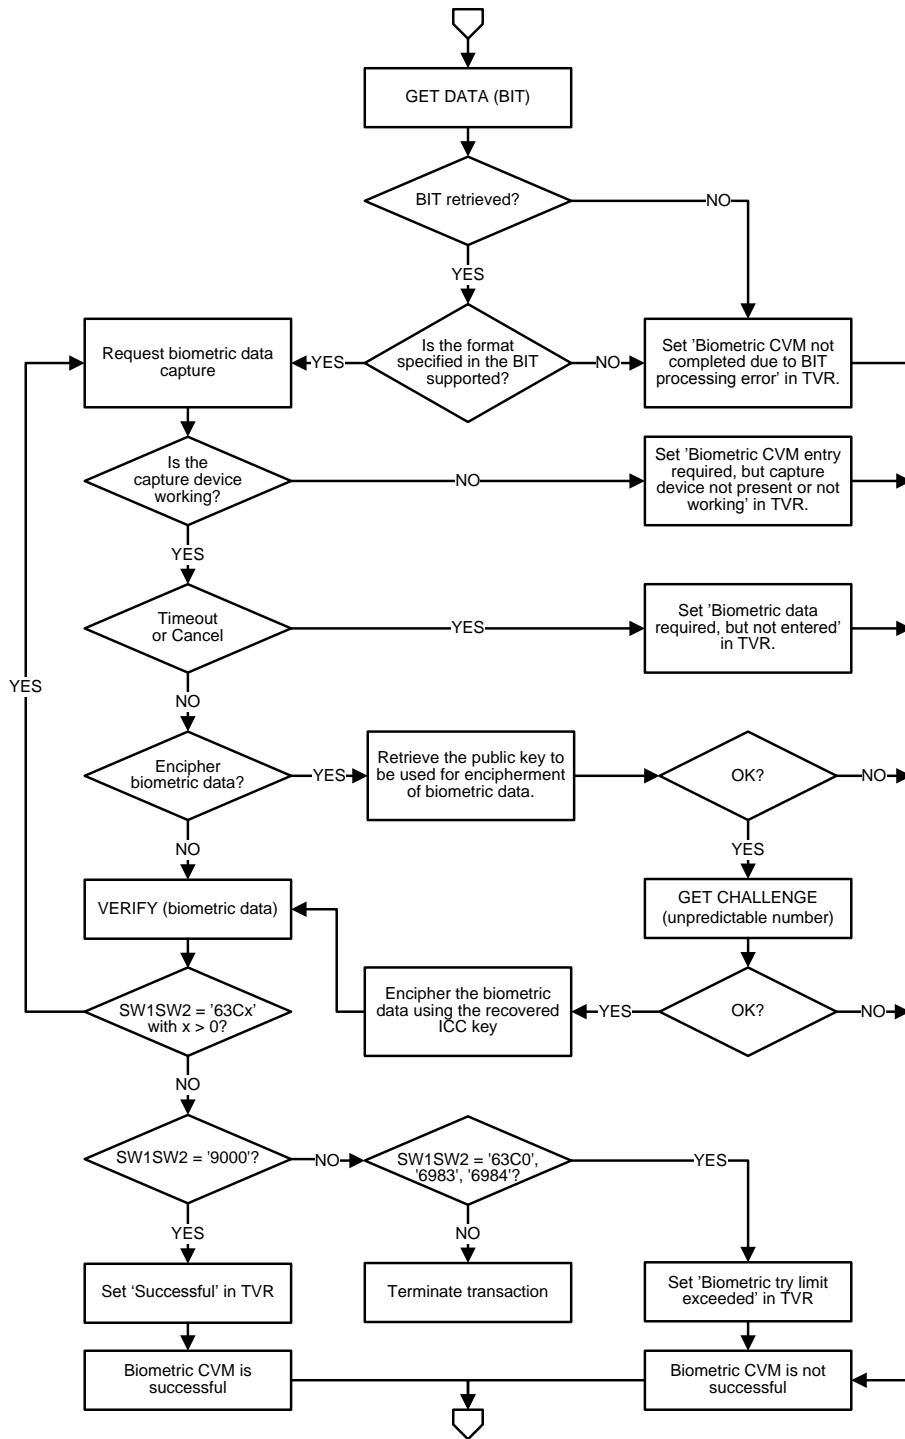 GET DATA (BIT)
BIT retrieved?
NO
YES
Request biometric data
capture
YES
Is the format
specified in the BIT
supported?
NO
Set 'Biometric CVM not
completed due to BIT
processing error' in TVR.
Is the
capture device
working?
NO
Set 'Biometric CVM entry
required, but capture
device not present or not
working' in TVR.
YES
Timeout
or Cancel
YES
Set 'Biometric data
required, but not entered'
in TVR.
YES
NO
Encipher
biometric data?
YES
Retrieve the public key to
be used for encipherment
of biometric data.
OK?
NO
NO
YES
VERIFY (biometric data)
GET CHALLENGE
(unpredictable number)
SW1SW2 = '63Cx'
with x > 0?
Encipher the biometric
data using the recovered
ICC key
YES
OK?
NO
NO
SW1SW2 = '9000'?
NO
SW1SW2 = '63C0',
'6983', '6984'?
YES
YES
NO
Set ‘Successful’ in TVR
Terminate transaction
Set 'Biometric try limit
exceeded' in TVR
Biometric CVM is
successful
Biometric CVM is not
successful